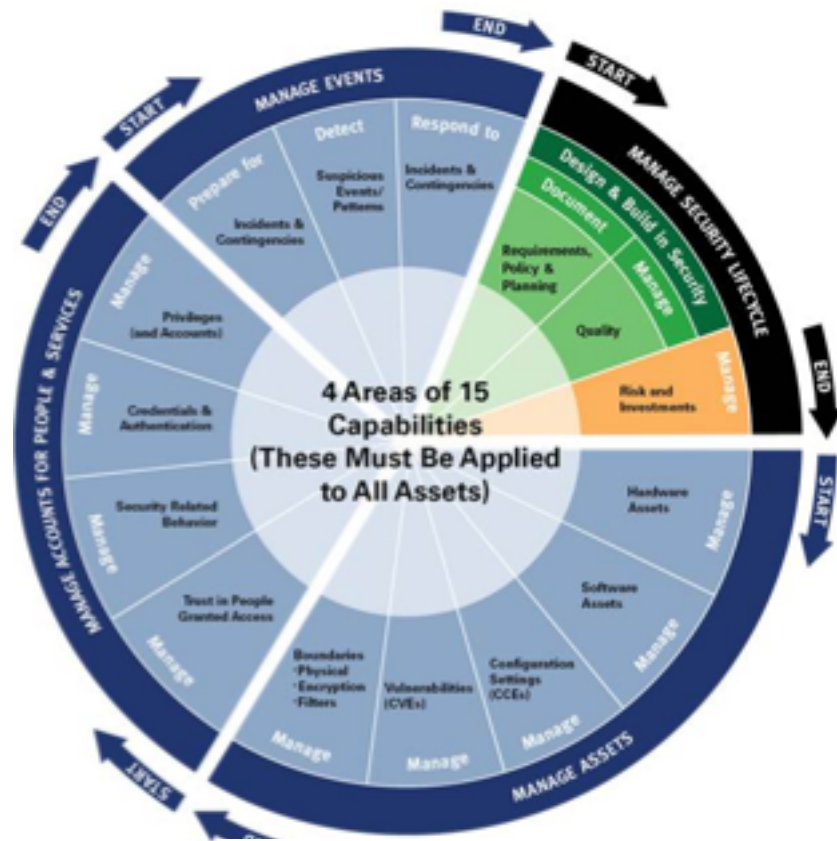 4 Areas of 15
Capabilities
(These Must Be Applied
to All Assets)
START
MANAGE SECURITY LIFECYCLE
END
Design & Build in Security
Document
Requirements,
Policy &
Planning
Manage
Quality
Manage
Risk and
Investments
START
MANAGE ASSETS
Hardware
Assets
Manage
Software
Assets
Manage
Configuration
Settings
(CCEs)
Manage
Vulnerabilities
(CVEs)
Manage
Boundaries
·Physical
·Encryption
·Filters
Manage
START
MANAGE ACCOUNTS FOR PEOPLE & SERVICES
END
Trust in People
Granted Access
Manage
Security Related
Behavior
Manage
Credentials &
Authentication
Manage
Privileges
(and Accounts)
Manage
START
MANAGE EVENTS
END
Prepare for
Incidents &
Contingencies
Detect
Suspicious
Events/
Patterns
Respond to
Incidents &
Contingencies